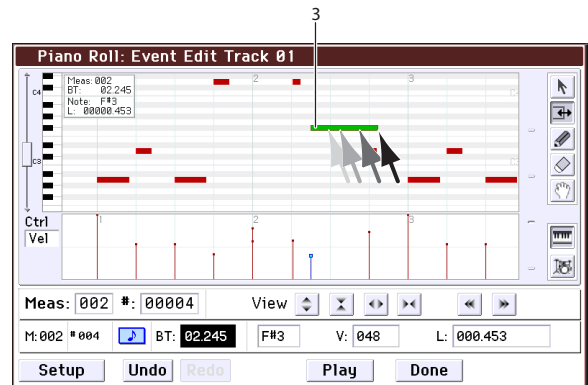 3
Piano Roll: Event Edit Track 01
Meas: 002
BT: 02.245
Note: F#3
L: 00000.453
2
3
C4
C4
C3
C3
Ctrl
Vel
1
2
3
Meas: 002 #: 00004 View
M:002 #004 BT: 02.245 F#3 V: 048 L: 000.453
Setup Undo Redo Play Done